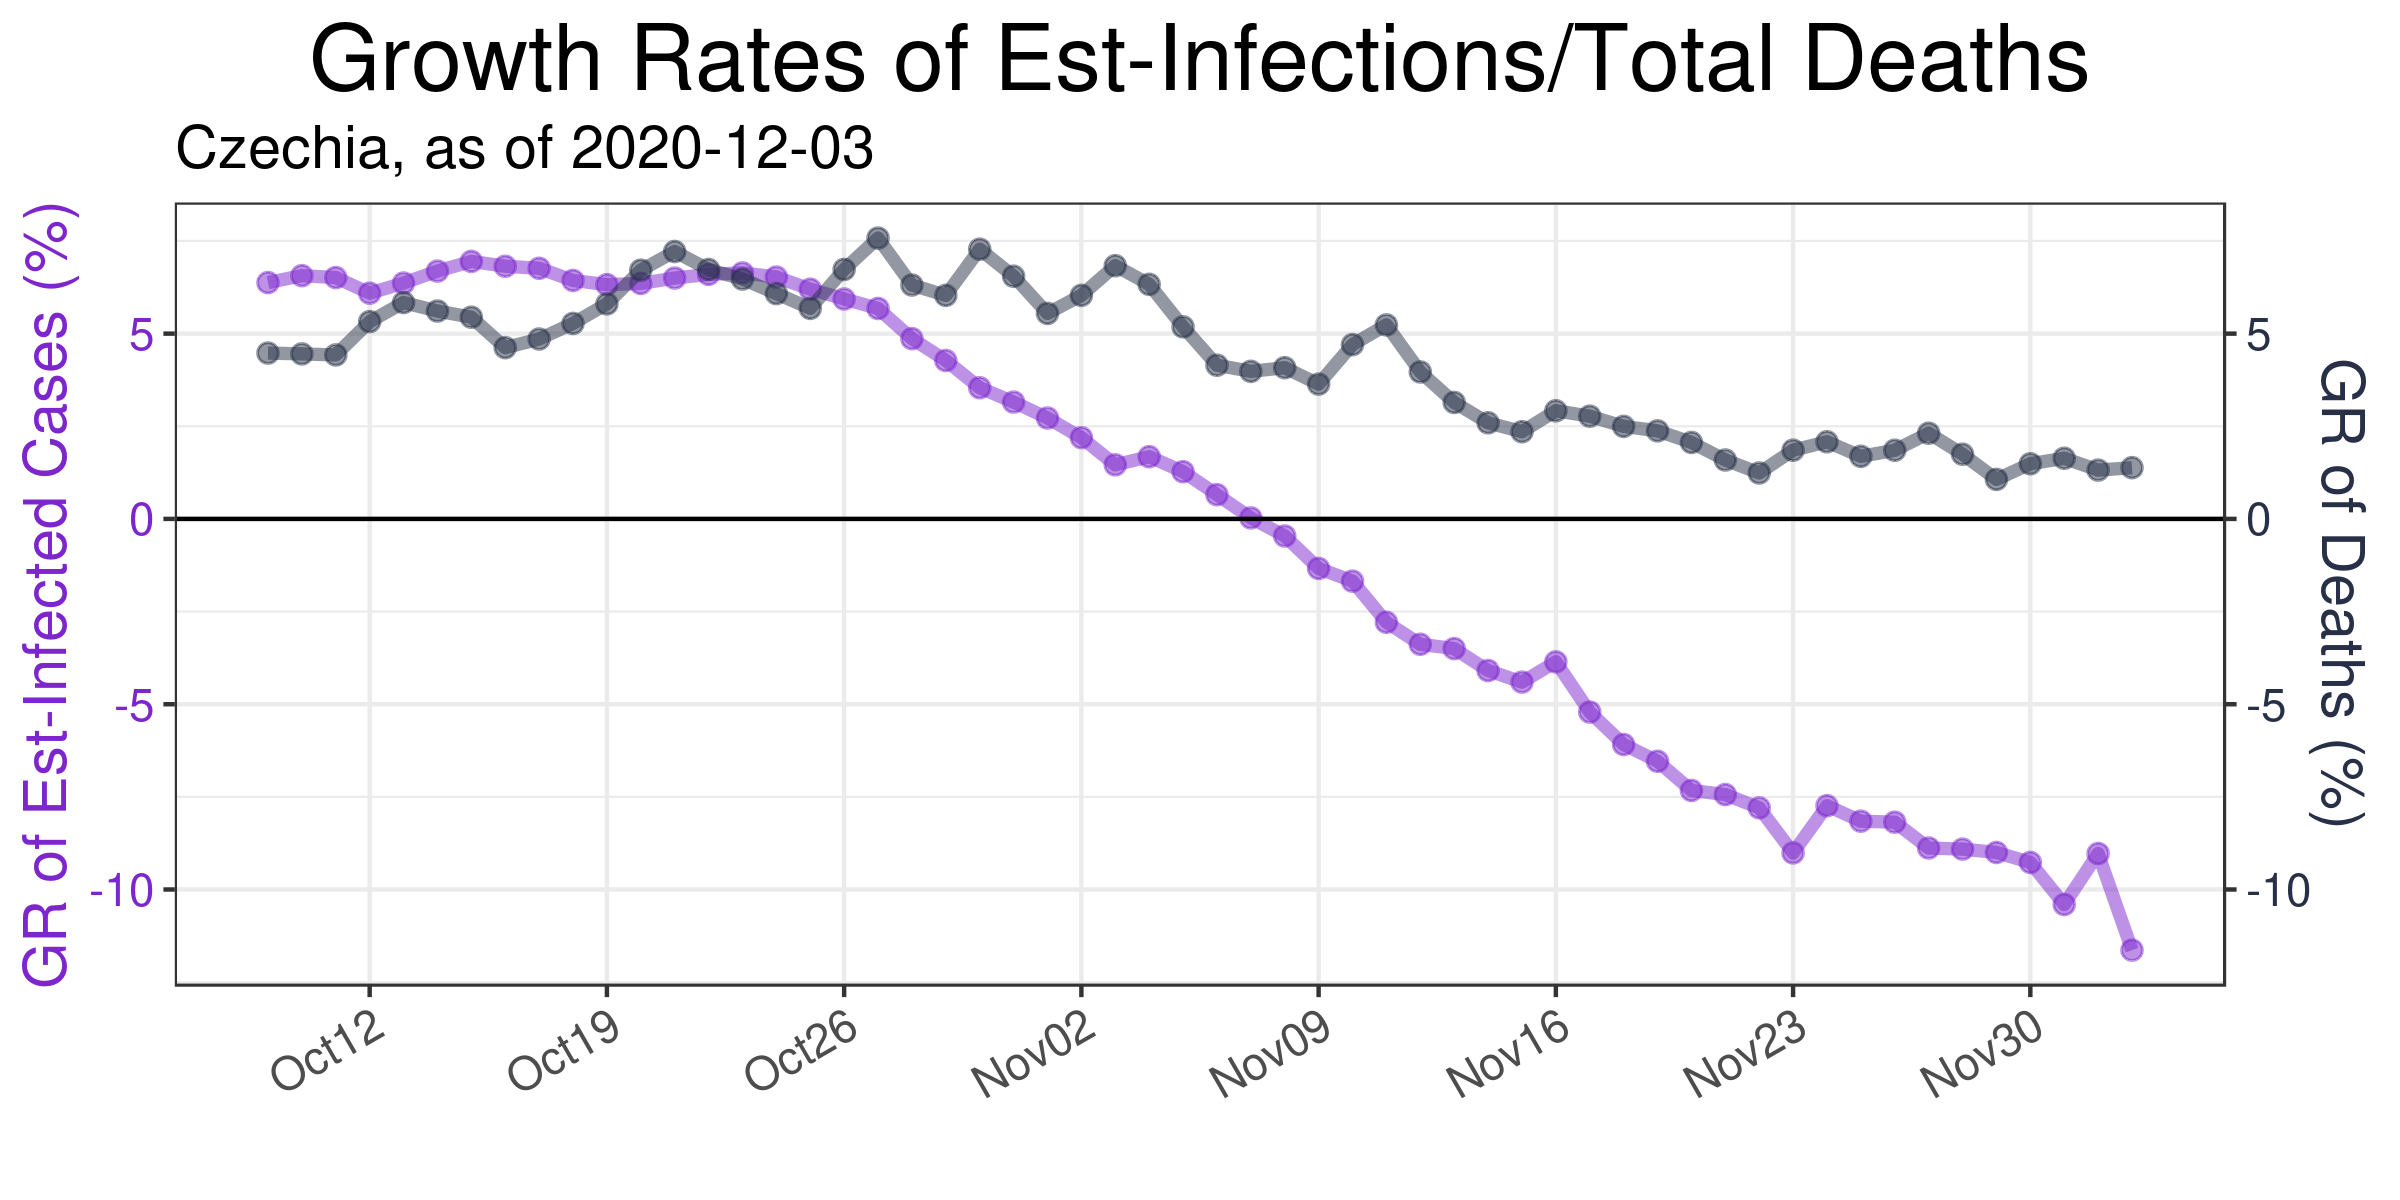 Growth Rates of Est-Infections/Total Deaths
Czechia, as of 2020-12-03
GR of Est-Infected Cases (%)
5
0
-5
-10
5
0
-5
-10
GR of Deaths (%)
Oct12
Oct19
Oct26
Nov02
Nov09
Nov16
Nov23
Nov30